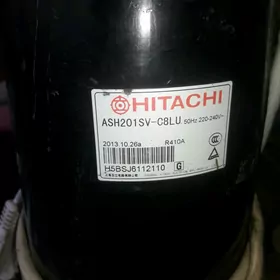 HITACHI
ASH201SV-C8LU 50Hz 220-240V~
2013.10.26a R410A
H5BSJ6112110 G